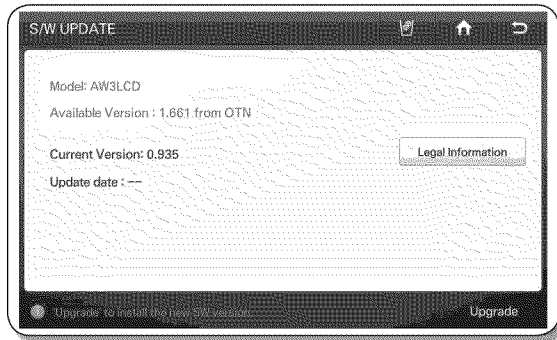 S/W UPDATE
Model: AW3LCD
Available Version : 1.661 from OTN
Current Version: 0.935
Legal Information
Update date : --
'Upgrade' to install the new SW version.
Upgrade